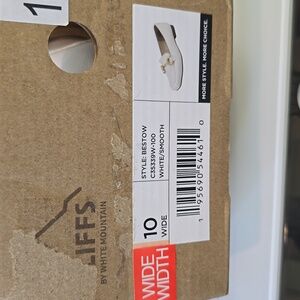 1
MORE STYLE. MORE CHOICE.
STYLE: BESTOW
C35339W-100
WHITE/SMOOTH
1 95690 54461 0
10
WIDE
WIDE
WIDTH
LIFFS
BY WHITE MOUNTAIN